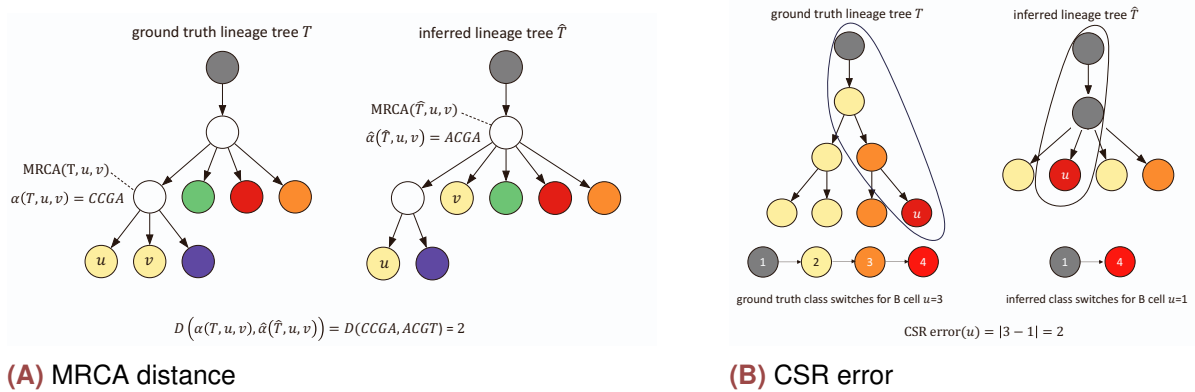 ground truth lineage tree T
inferred lineage tree T̂
MRCA(T̂, u, v)
α̂(T̂, u, v) = ACGA
MRCA(T, u, v)
α(T, u, v) = CCGA
v
u
v
u
D (α(T, u, v), α̂(T̂, u, v)) = D(CCGA, ACGT) = 2
(A) MRCA distance
ground truth lineage tree T
inferred lineage tree T̂
u
u
1
2
3
4
1
4
ground truth class switches for B cell u=3
inferred class switches for B cell u=1
CSR error(u) = |3 − 1| = 2
(B) CSR error